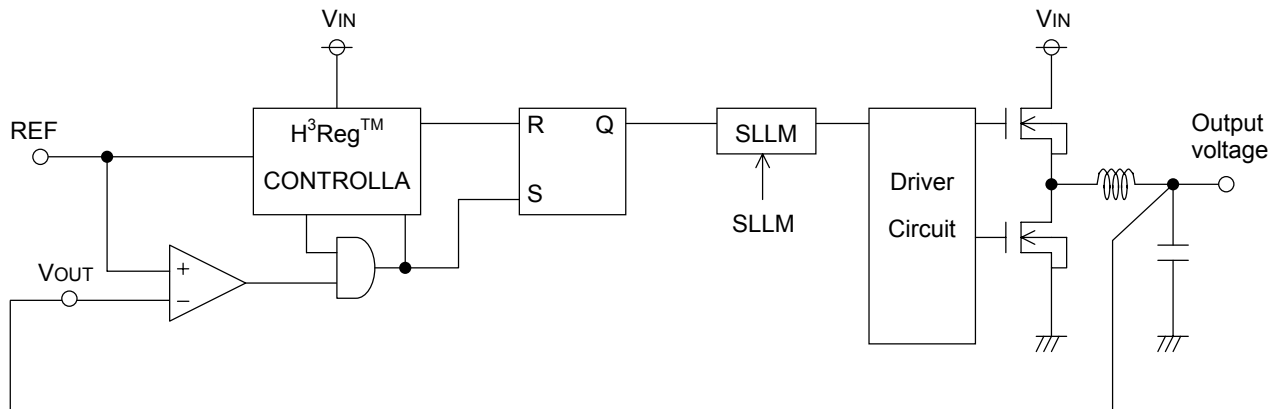 VIN
VIN
REF
H³Reg™
CONTROLLA
R
Q
S
SLLM
SLLM
Driver
Circuit
Output
voltage
VOUT
+
−